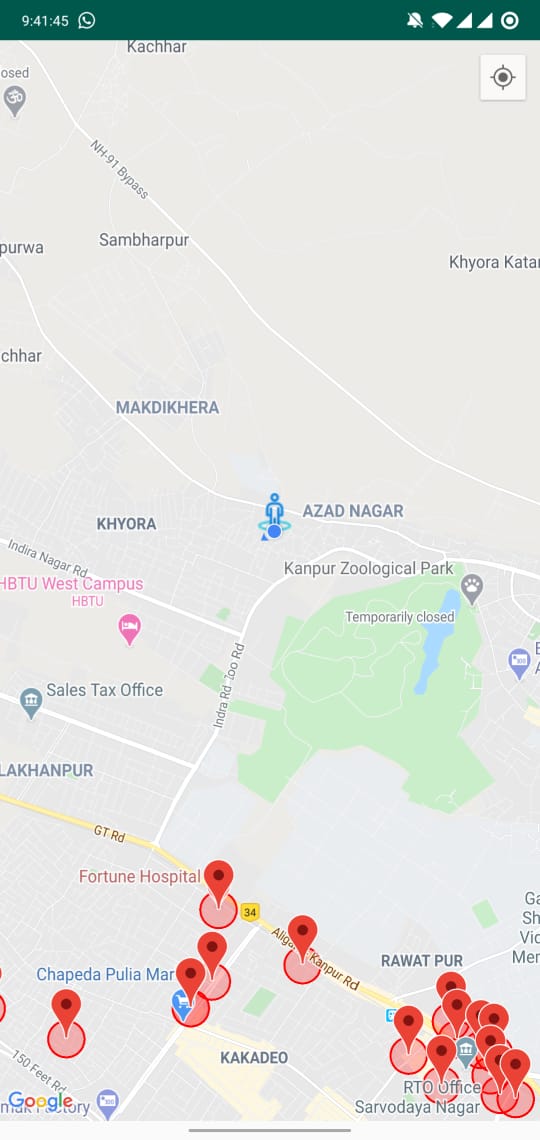 9:41:45
Kachhar
osed
NH-91 Bypass
Sambharpur
purwa
Khyora Katar
chhar
MAKDIKHERA
AZAD NAGAR
KHYORA
Indira Nagar Rd
Kanpur Zoological Park
HBTU West Campus
HBTU
Temporarily closed
Sales Tax Office
Indra Rd Joo Rd
LAKHANPUR
GT Rd
Fortune Hospital
34
Aligarh Kanpur Rd
RAWAT PUR
Chapeda Pulia Mar
KAKADEO
150 Feet Rd
RTO Office
Google
Factory
Sarvodaya Nagar